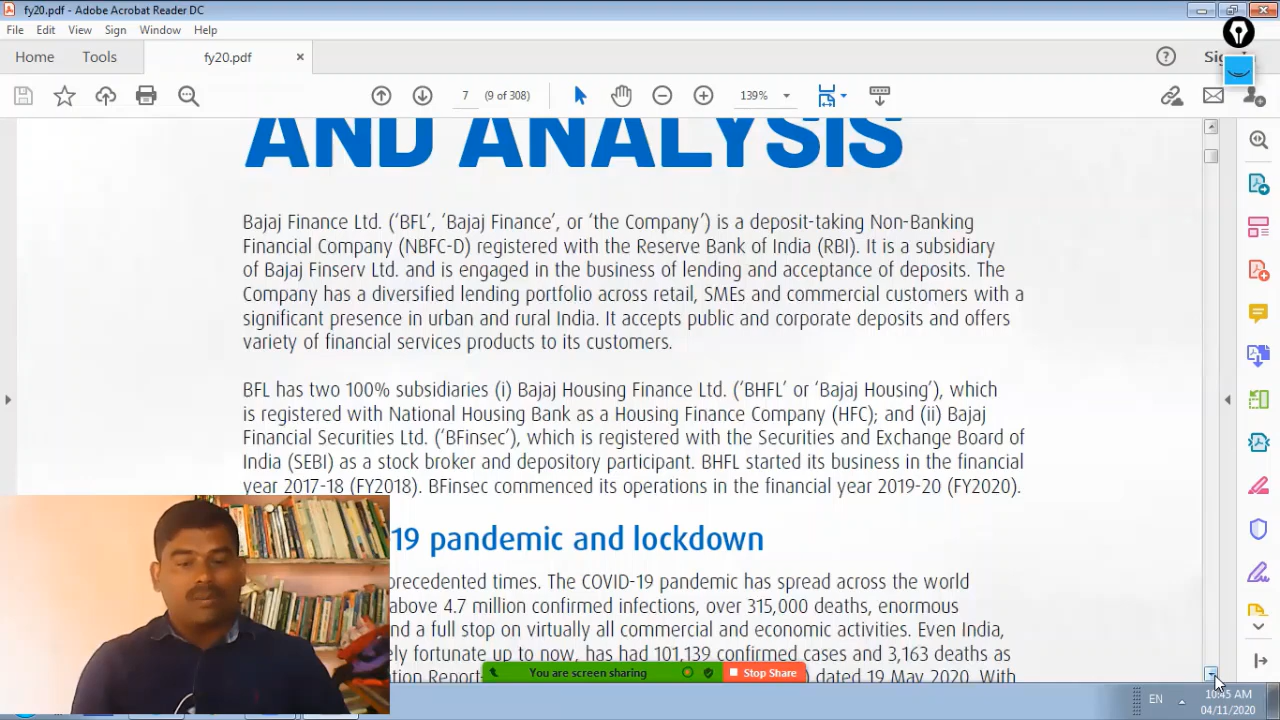 fy20.pdf - Adobe Acrobat Reader DC
File Edit View Sign Window Help
Home Tools fy20.pdf
7 (9 of 308) 139%
AND ANALYSIS
Bajaj Finance Ltd. (‘BFL’, ‘Bajaj Finance’, or ‘the Company’) is a deposit-taking Non-Banking
Financial Company (NBFC-D) registered with the Reserve Bank of India (RBI). It is a subsidiary
of Bajaj Finserv Ltd. and is engaged in the business of lending and acceptance of deposits. The
Company has a diversified lending portfolio across retail, SMEs and commercial customers with a
significant presence in urban and rural India. It accepts public and corporate deposits and offers
variety of financial services products to its customers.
BFL has two 100% subsidiaries (i) Bajaj Housing Finance Ltd. (‘BHFL’ or ‘Bajaj Housing’), which
is registered with National Housing Bank as a Housing Finance Company (HFC); and (ii) Bajaj
Financial Securities Ltd. (‘BFinsec’), which is registered with the Securities and Exchange Board of
India (SEBI) as a stock broker and depository participant. BHFL started its business in the financial
year 2017-18 (FY2018). BFinsec commenced its operations in the financial year 2019-20 (FY2020).
19 pandemic and lockdown
times. The COVID-19 pandemic has spread across the world
above 4.7 million confirmed infections, over 315,000 deaths, enormous
a full stop on virtually all commercial and economic activities. Even India,
fortunate up to now, has had 101,139 confirmed cases and 3,163 deaths as
dated 19 May 2020. With
You are screen sharing Stop Share
EN
10:45 AM
04/11/2020